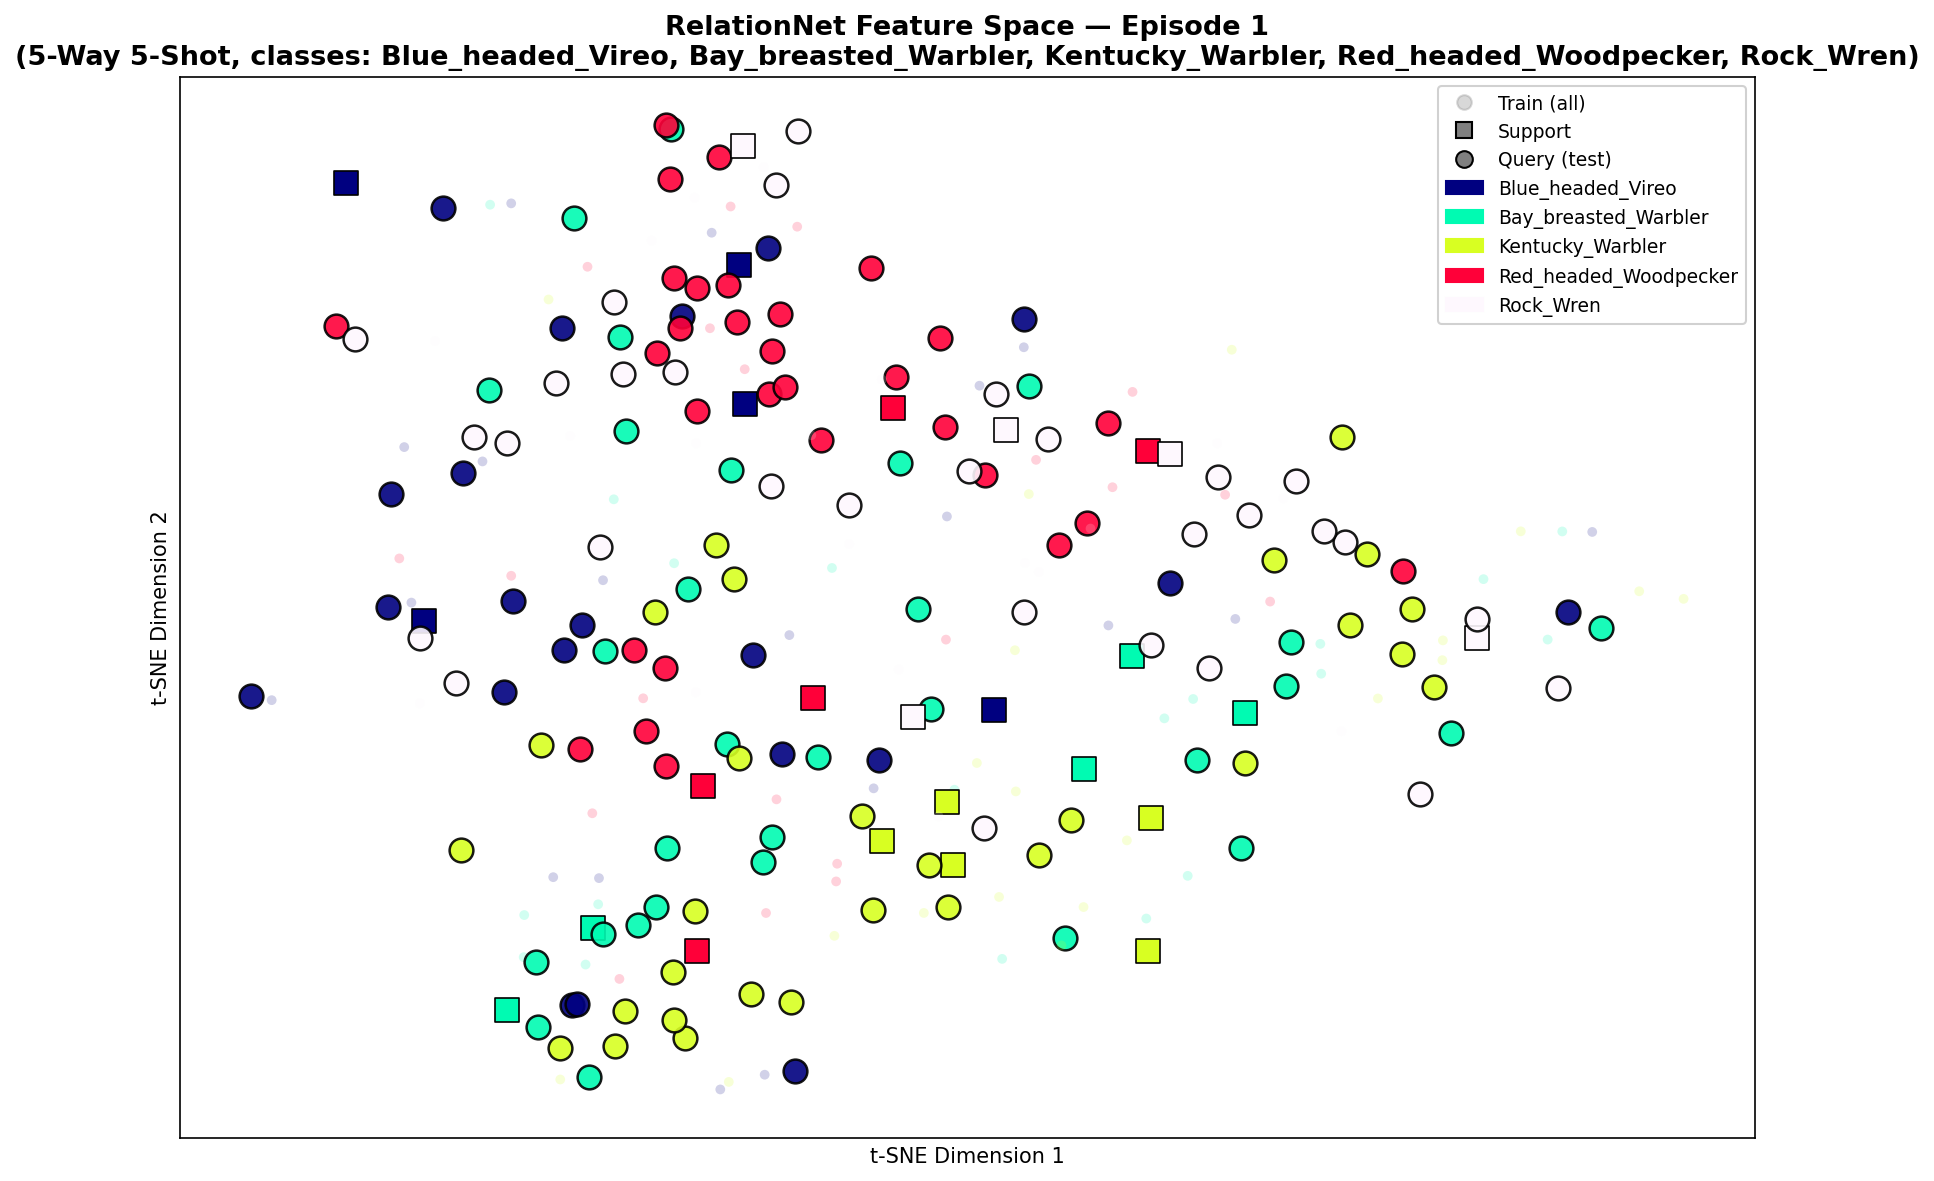 RelationNet Feature Space — Episode 1
(5-Way 5-Shot, classes: Blue_headed_Vireo, Bay_breasted_Warbler, Kentucky_Warbler, Red_headed_Woodpecker, Rock_Wren)
Train (all)
Support
Query (test)
Blue_headed_Vireo
Bay_breasted_Warbler
Kentucky_Warbler
Red_headed_Woodpecker
Rock_Wren
t-SNE Dimension 2
t-SNE Dimension 1